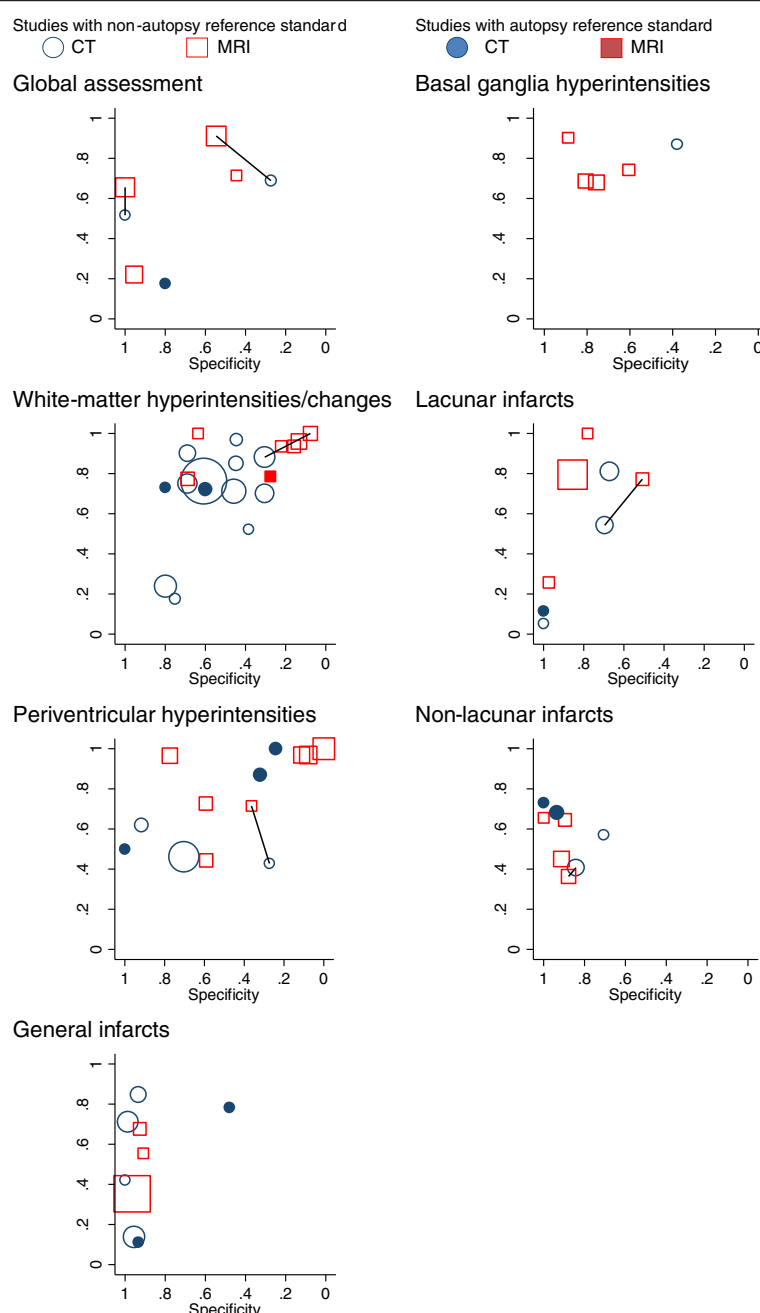 Studies with non-autopsy reference standard
CT MRI
Studies with autopsy reference standard
CT MRI
Global assessment
1
.8
.6
.4
.2
0
1 .8 .6 .4 .2 0
Specificity
Basal ganglia hyperintensities
1
.8
.6
.4
.2
0
1 .8 .6 .4 .2 0
Specificity
White-matter hyperintensities/changes
1
.8
.6
.4
.2
0
1 .8 .6 .4 .2 0
Specificity
Lacunar infarcts
1
.8
.6
.4
.2
0
1 .8 .6 .4 .2 0
Specificity
Periventricular hyperintensities
1
.8
.6
.4
.2
0
1 .8 .6 .4 .2 0
Specificity
Non-lacunar infarcts
1
.8
.6
.4
.2
0
1 .8 .6 .4 .2 0
Specificity
General infarcts
1
.8
.6
.4
.2
0
1 .8 .6 .4 .2 0
Specificity